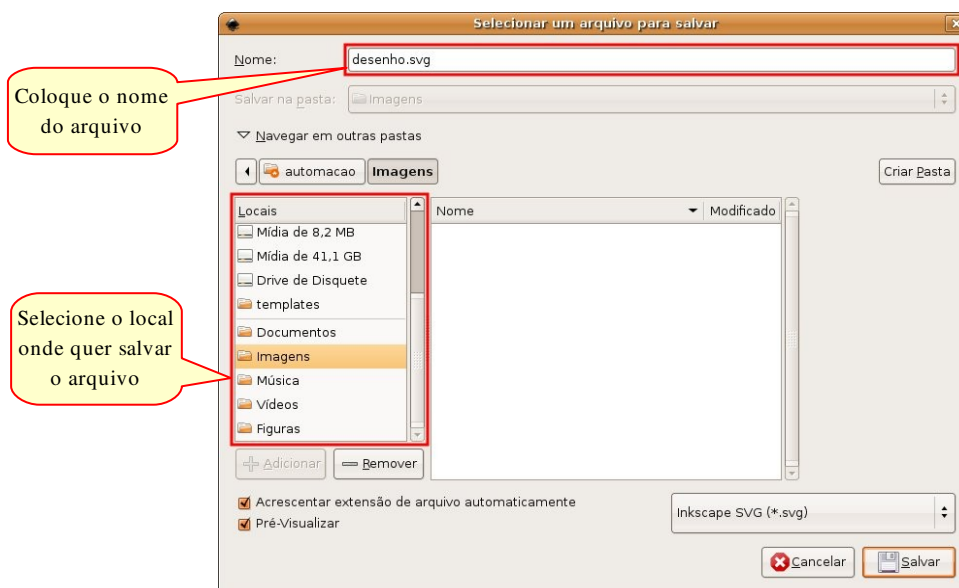 Selecionar um arquivo para salvar
Nome:
desenho.svg
Coloque o nome
do arquivo
Salvar na pasta:
Imagens
Navegar em outras pastas
automacao
Imagens
Criar Pasta
Locais
Nome
Modificado
Mídia de 8,2 MB
Mídia de 41,1 GB
Drive de Disquete
templates
Documentos
Imagens
Música
Vídeos
Figuras
Selecione o local
onde quer salvar
o arquivo
Adicionar
Remover
Acrescentar extensão de arquivo automaticamente
Pré-Visualizar
Inkscape SVG (*.svg)
Cancelar
Salvar